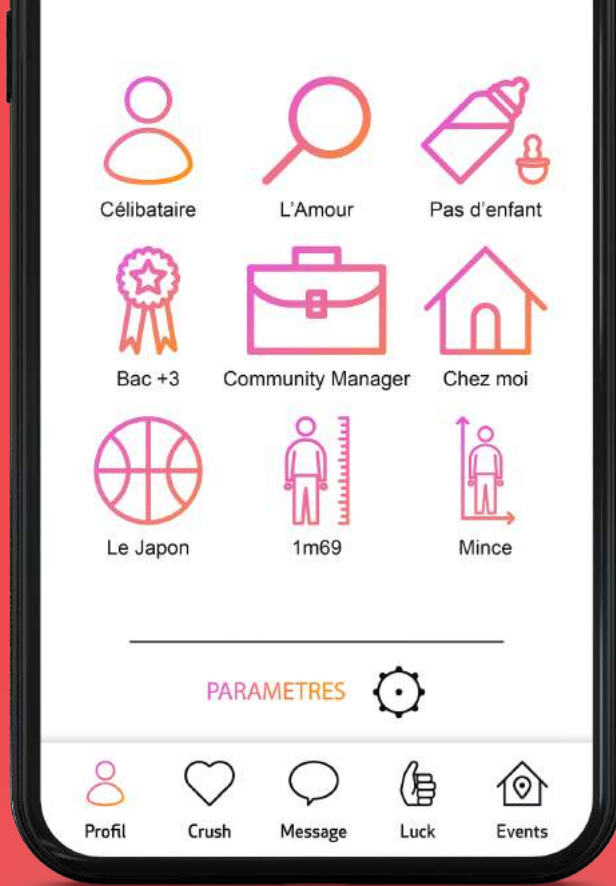 Célibataire
L'Amour
Pas d'enfant
Bac +3
Community Manager
Chez moi
Le Japon
1m69
Mince
PARAMETRES
Profil
Crush
Message
Luck
Events